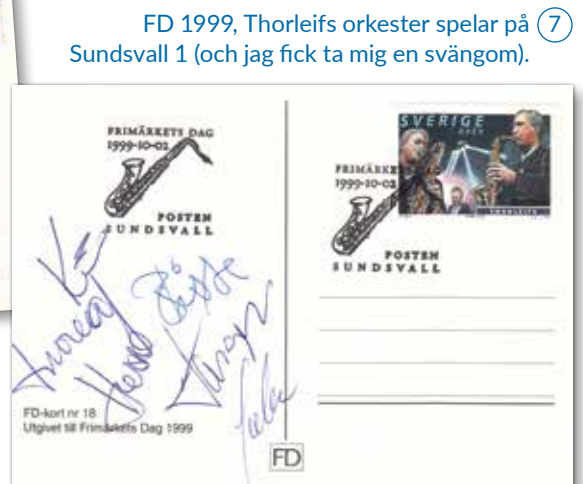 FD 1999, Thorleifs orkester spelar på 7
Sundsvall 1 (och jag fick ta mig en svängom).
FRIMÄRKETS DAG
1999-10-02
POSTEN
SUNDSVALL
SVERIGE
THORLEIFS
FRIMÄRKE
1999-10-02
POSTEN
SUNDSVALL
FD-kort nr 18
Utgivet till Frimärkets Dag 1999
FD